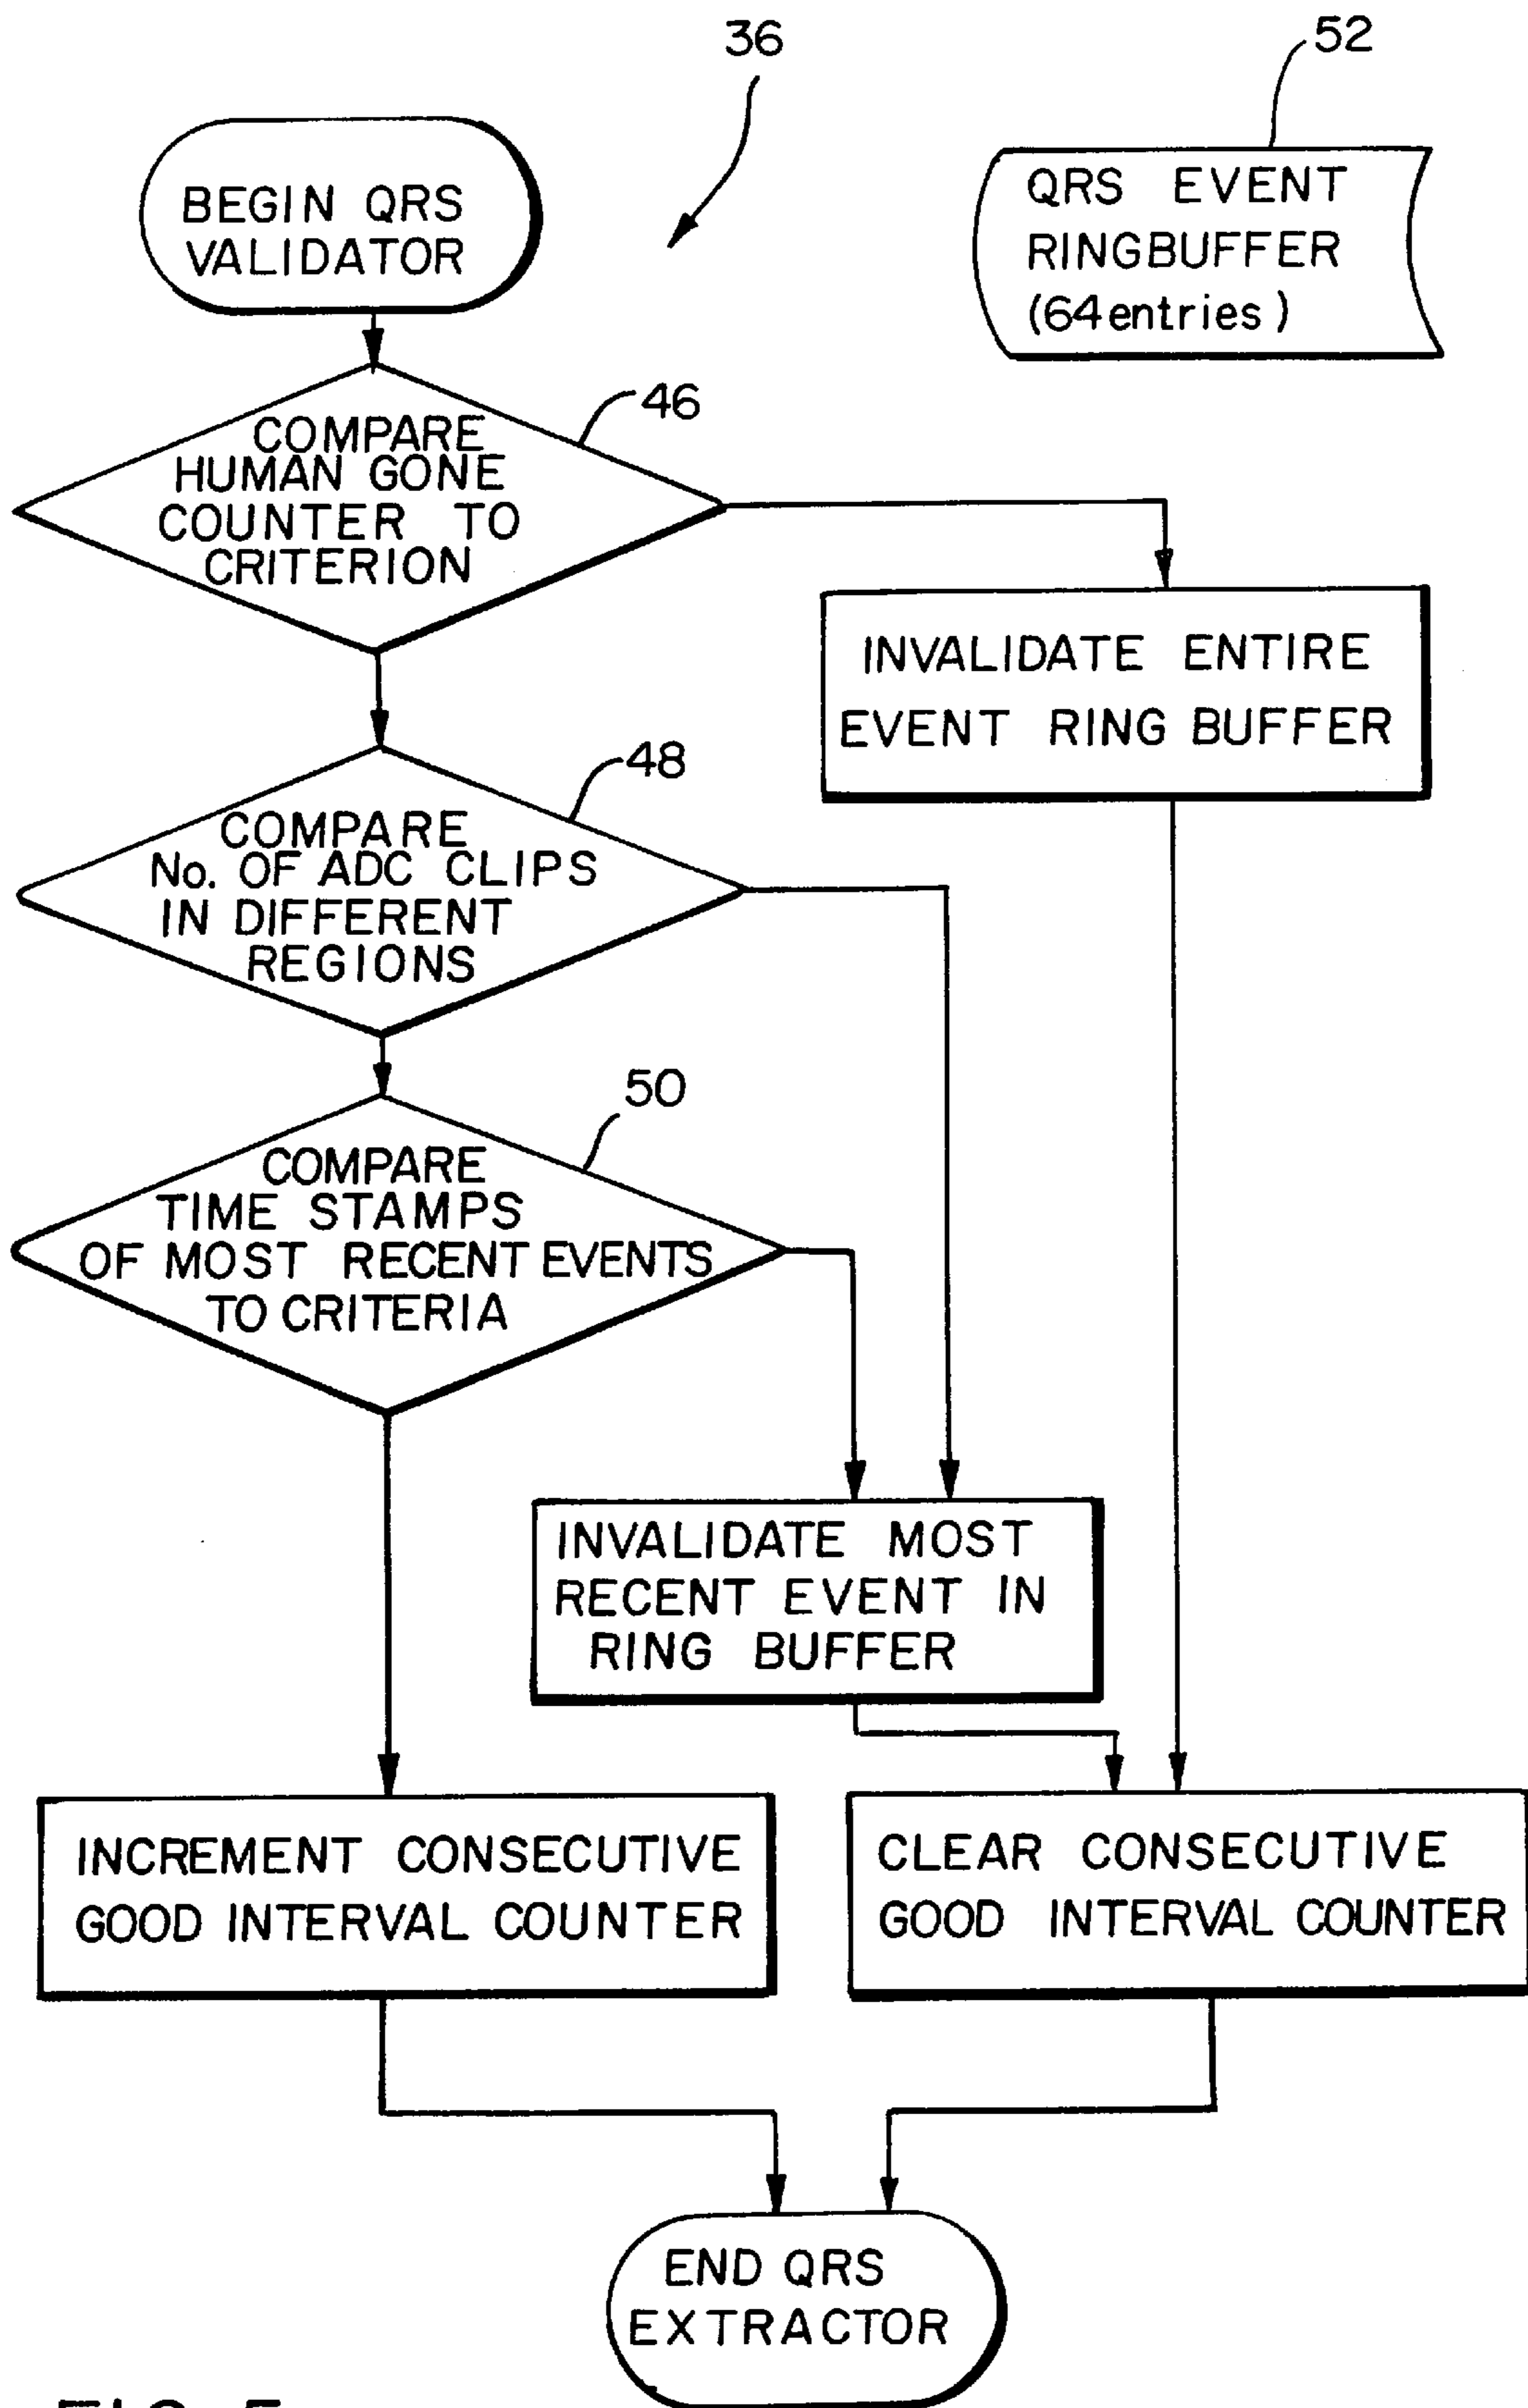 36
52
BEGIN QRS
VALIDATOR
QRS EVENT
RINGBUFFER
(64entries)
46
COMPARE
HUMAN GONE
COUNTER TO
CRITERION
INVALIDATE ENTIRE
EVENT RING BUFFER
48
COMPARE
No. OF ADC CLIPS
IN DIFFERENT
REGIONS
50
COMPARE
TIME STAMPS
OF MOST RECENT EVENTS
TO CRITERIA
INVALIDATE MOST
RECENT EVENT IN
RING BUFFER
INCREMENT CONSECUTIVE
GOOD INTERVAL COUNTER
CLEAR CONSECUTIVE
GOOD INTERVAL COUNTER
END QRS
EXTRACTOR